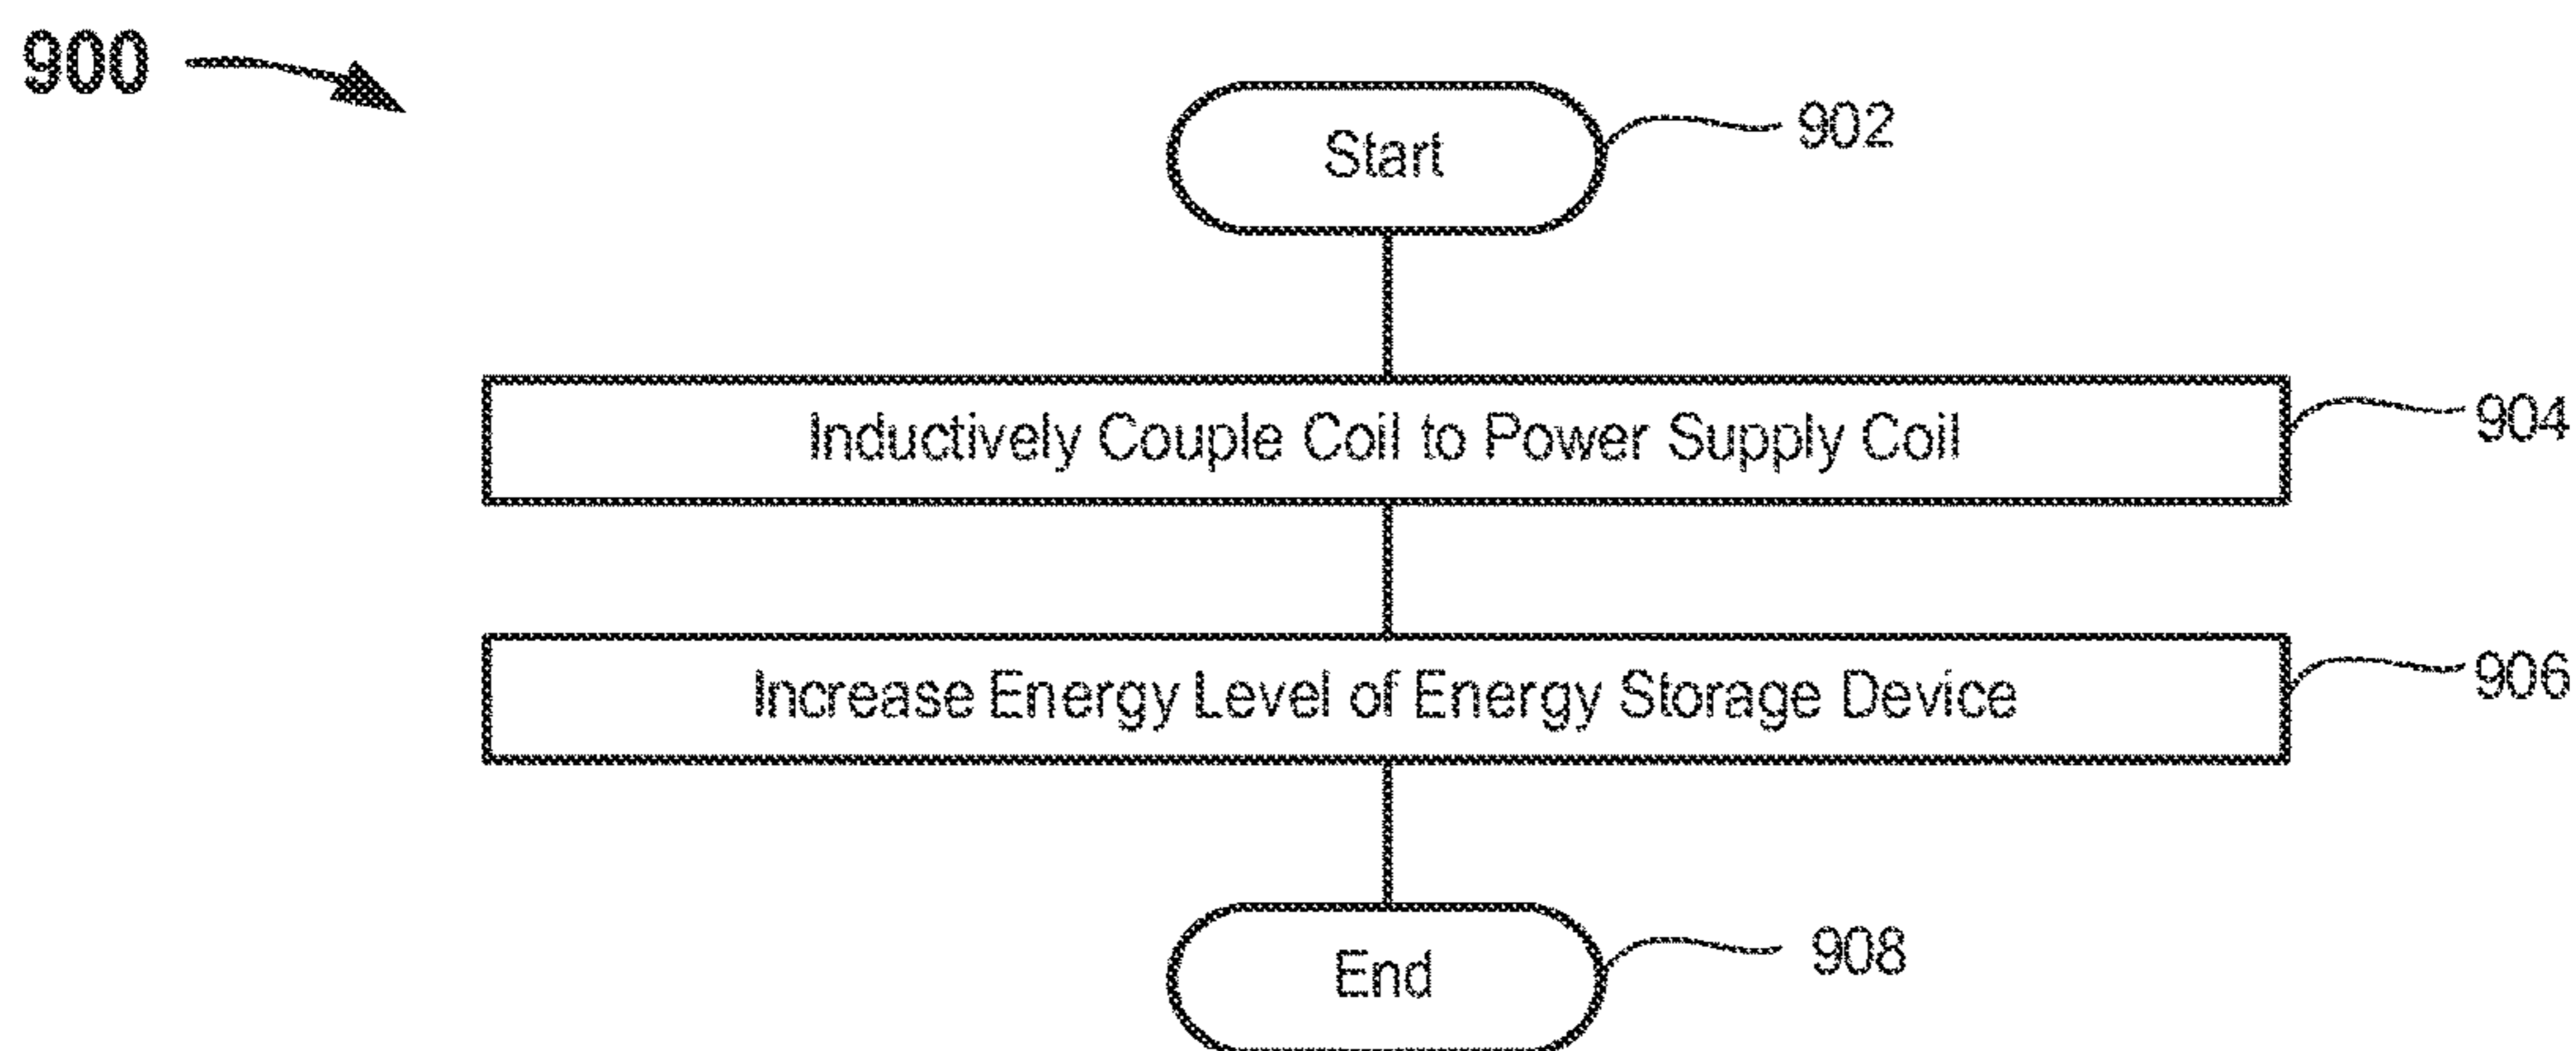 900
Start
902
Inductively Couple Coil to Power Supply Coil
904
Increase Energy Level of Energy Storage Device
906
End
908